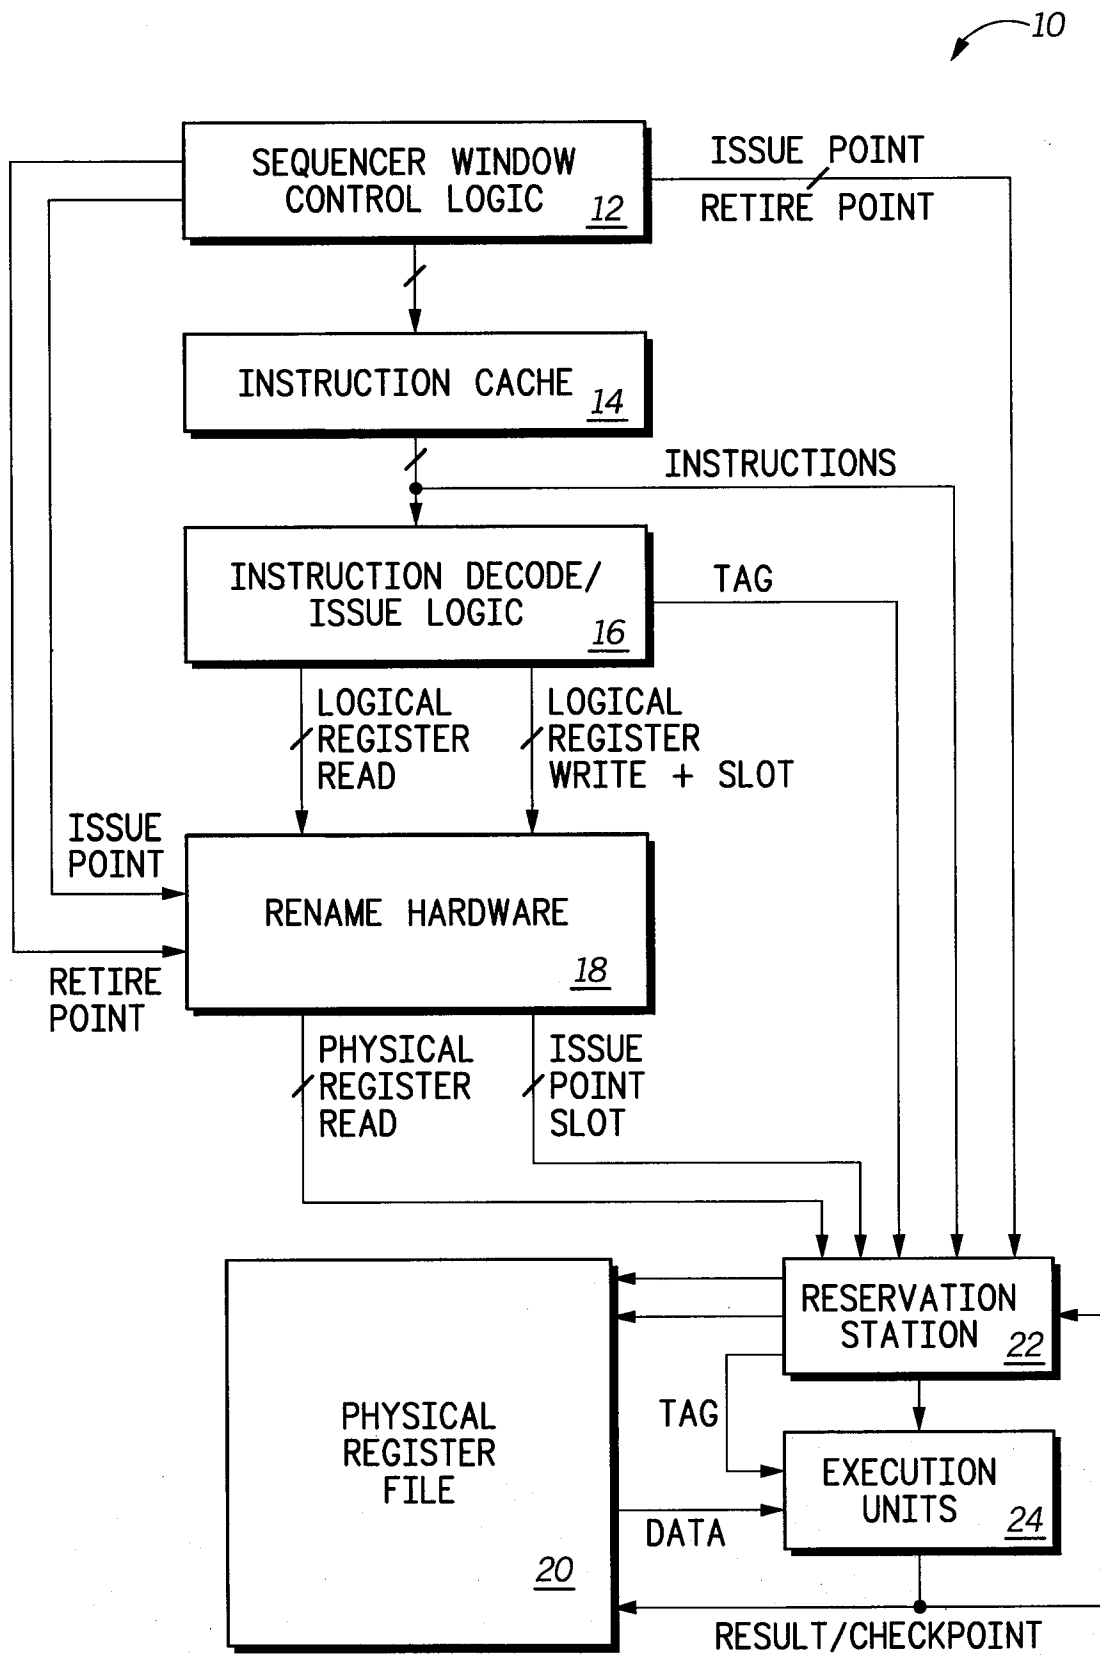 10
SEQUENCER WINDOW
CONTROL LOGIC
12
ISSUE POINT
RETIRE POINT
INSTRUCTION CACHE
14
INSTRUCTIONS
INSTRUCTION DECODE/
ISSUE LOGIC
16
TAG
LOGICAL
REGISTER
READ
LOGICAL
REGISTER
WRITE + SLOT
ISSUE
POINT
RENAME HARDWARE
18
RETIRE
POINT
PHYSICAL
REGISTER
READ
ISSUE
POINT
SLOT
RESERVATION
STATION
22
TAG
PHYSICAL
REGISTER
FILE
20
EXECUTION
UNITS
24
DATA
RESULT/CHECKPOINT